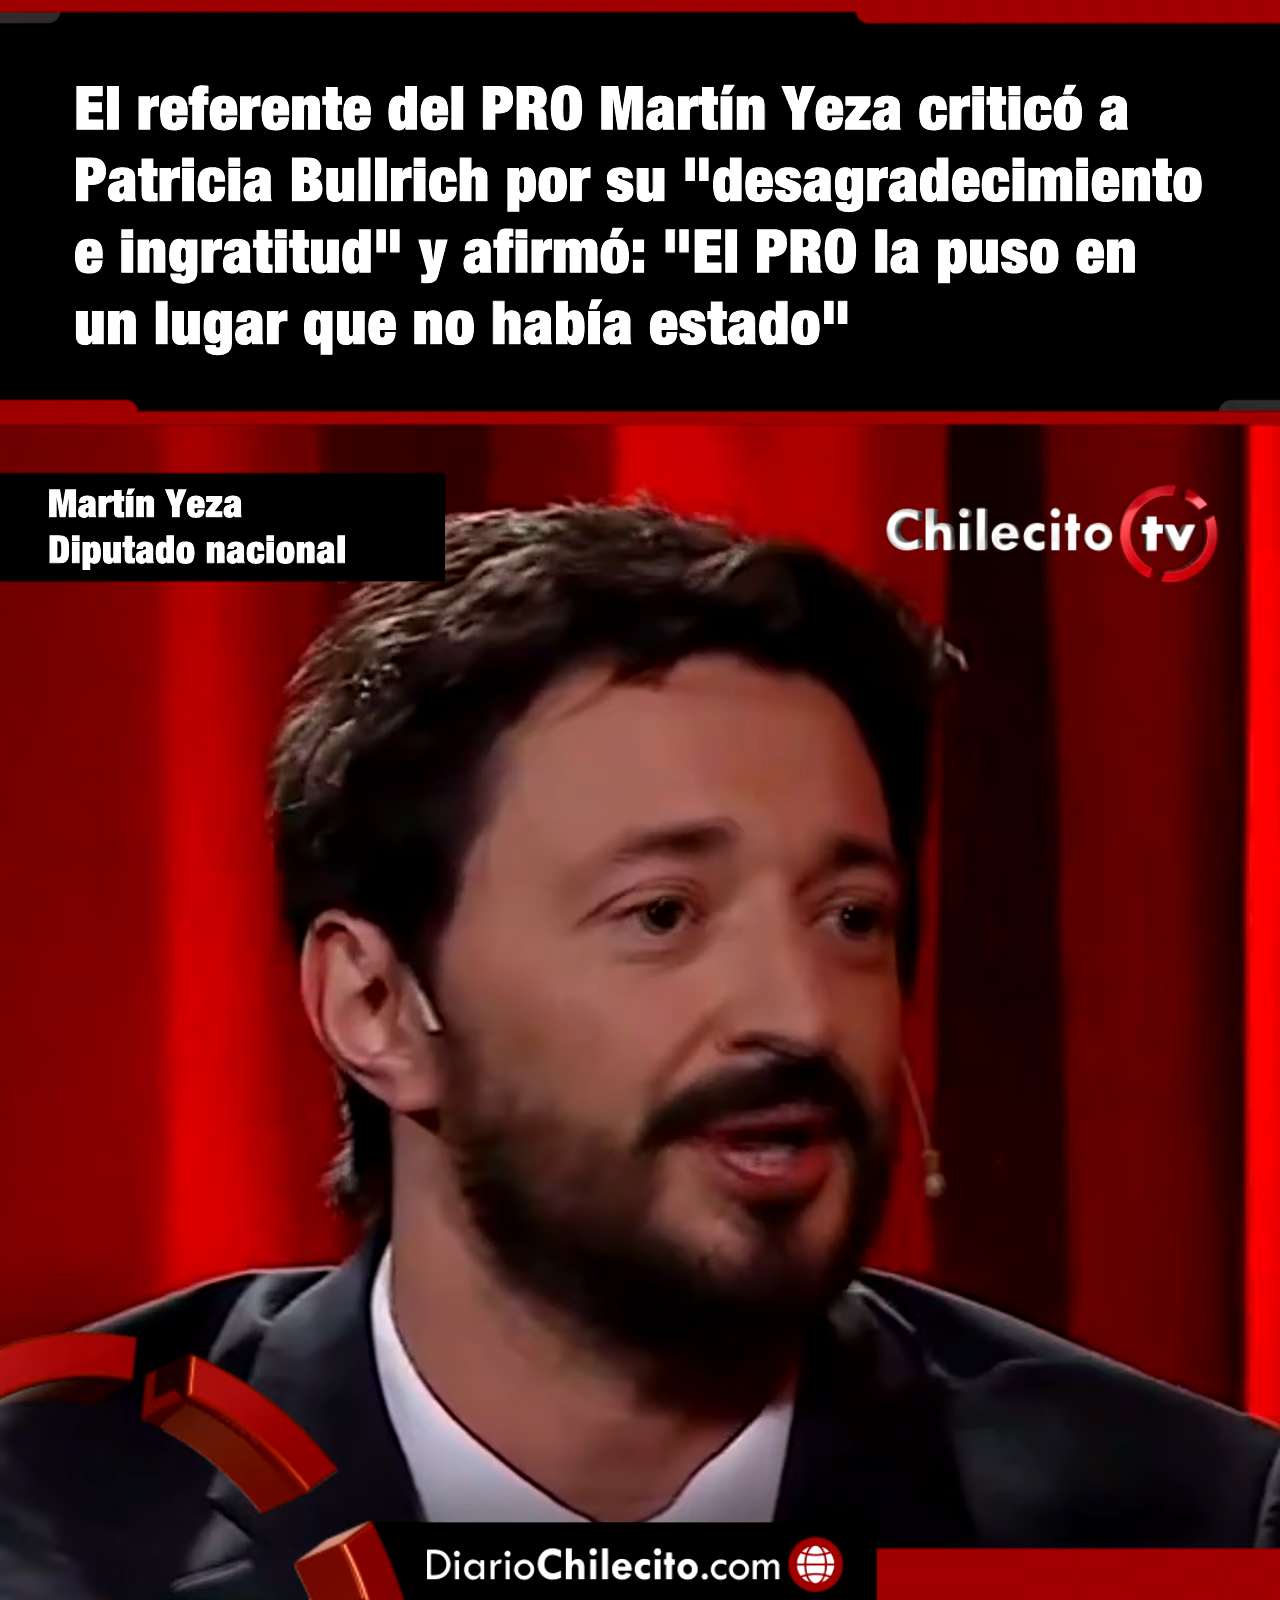 El referente del PRO Martín Yeza criticó a
Patricia Bullrich por su "desagradecimiento
e ingratitud" y afirmó: "El PRO la puso en
un lugar que no había estado"
Martín Yeza
Diputado nacional
Chilecito tv
DiarioChilecito.com